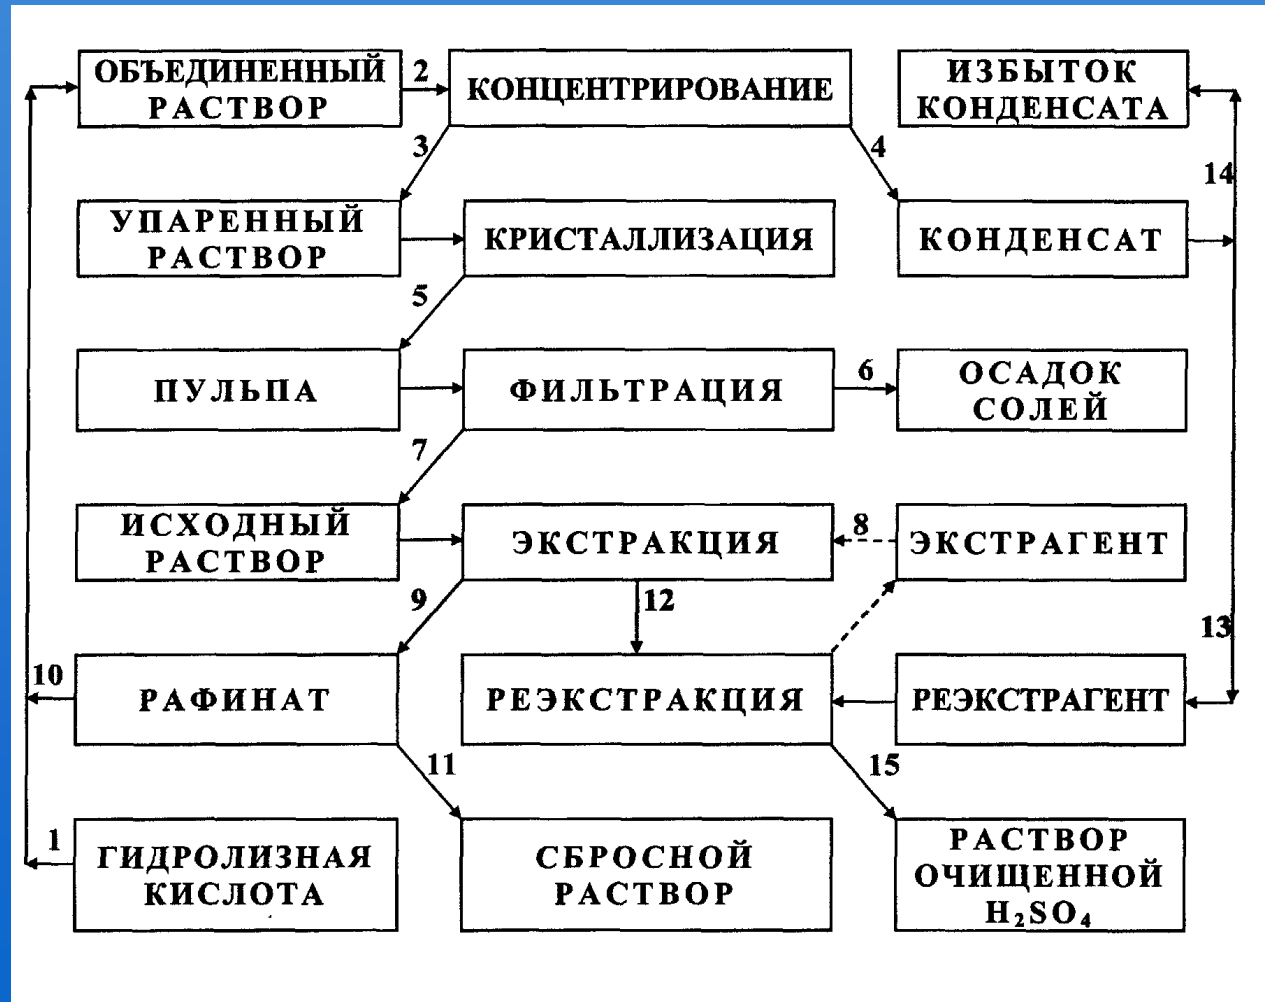 ОБЪЕДИНЕННЫЙ
РАСТВОР
2
КОНЦЕНТРИРОВАНИЕ
ИЗБЫТОК
КОНДЕНСАТА
3
4
14
УПАРЕННЫЙ
РАСТВОР
КРИСТАЛЛИЗАЦИЯ
КОНДЕНСАТ
5
ПУЛЬПА
ФИЛЬТРАЦИЯ
6
ОСАДОК
СОЛЕЙ
7
ИСХОДНЫЙ
РАСТВОР
ЭКСТРАКЦИЯ
8
ЭКСТРАГЕНТ
9
12
13
10
РАФИНАТ
РЕЭКСТРАКЦИЯ
РЕЭКСТРАГЕНТ
11
15
1
ГИДРОЛИЗНАЯ
КИСЛОТА
СБРОСНОЙ
РАСТВОР
РАСТВОР
ОЧИЩЕННОЙ
H₂SO₄